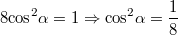 8cos²α = 1 ⇒ cos²α = 1/8